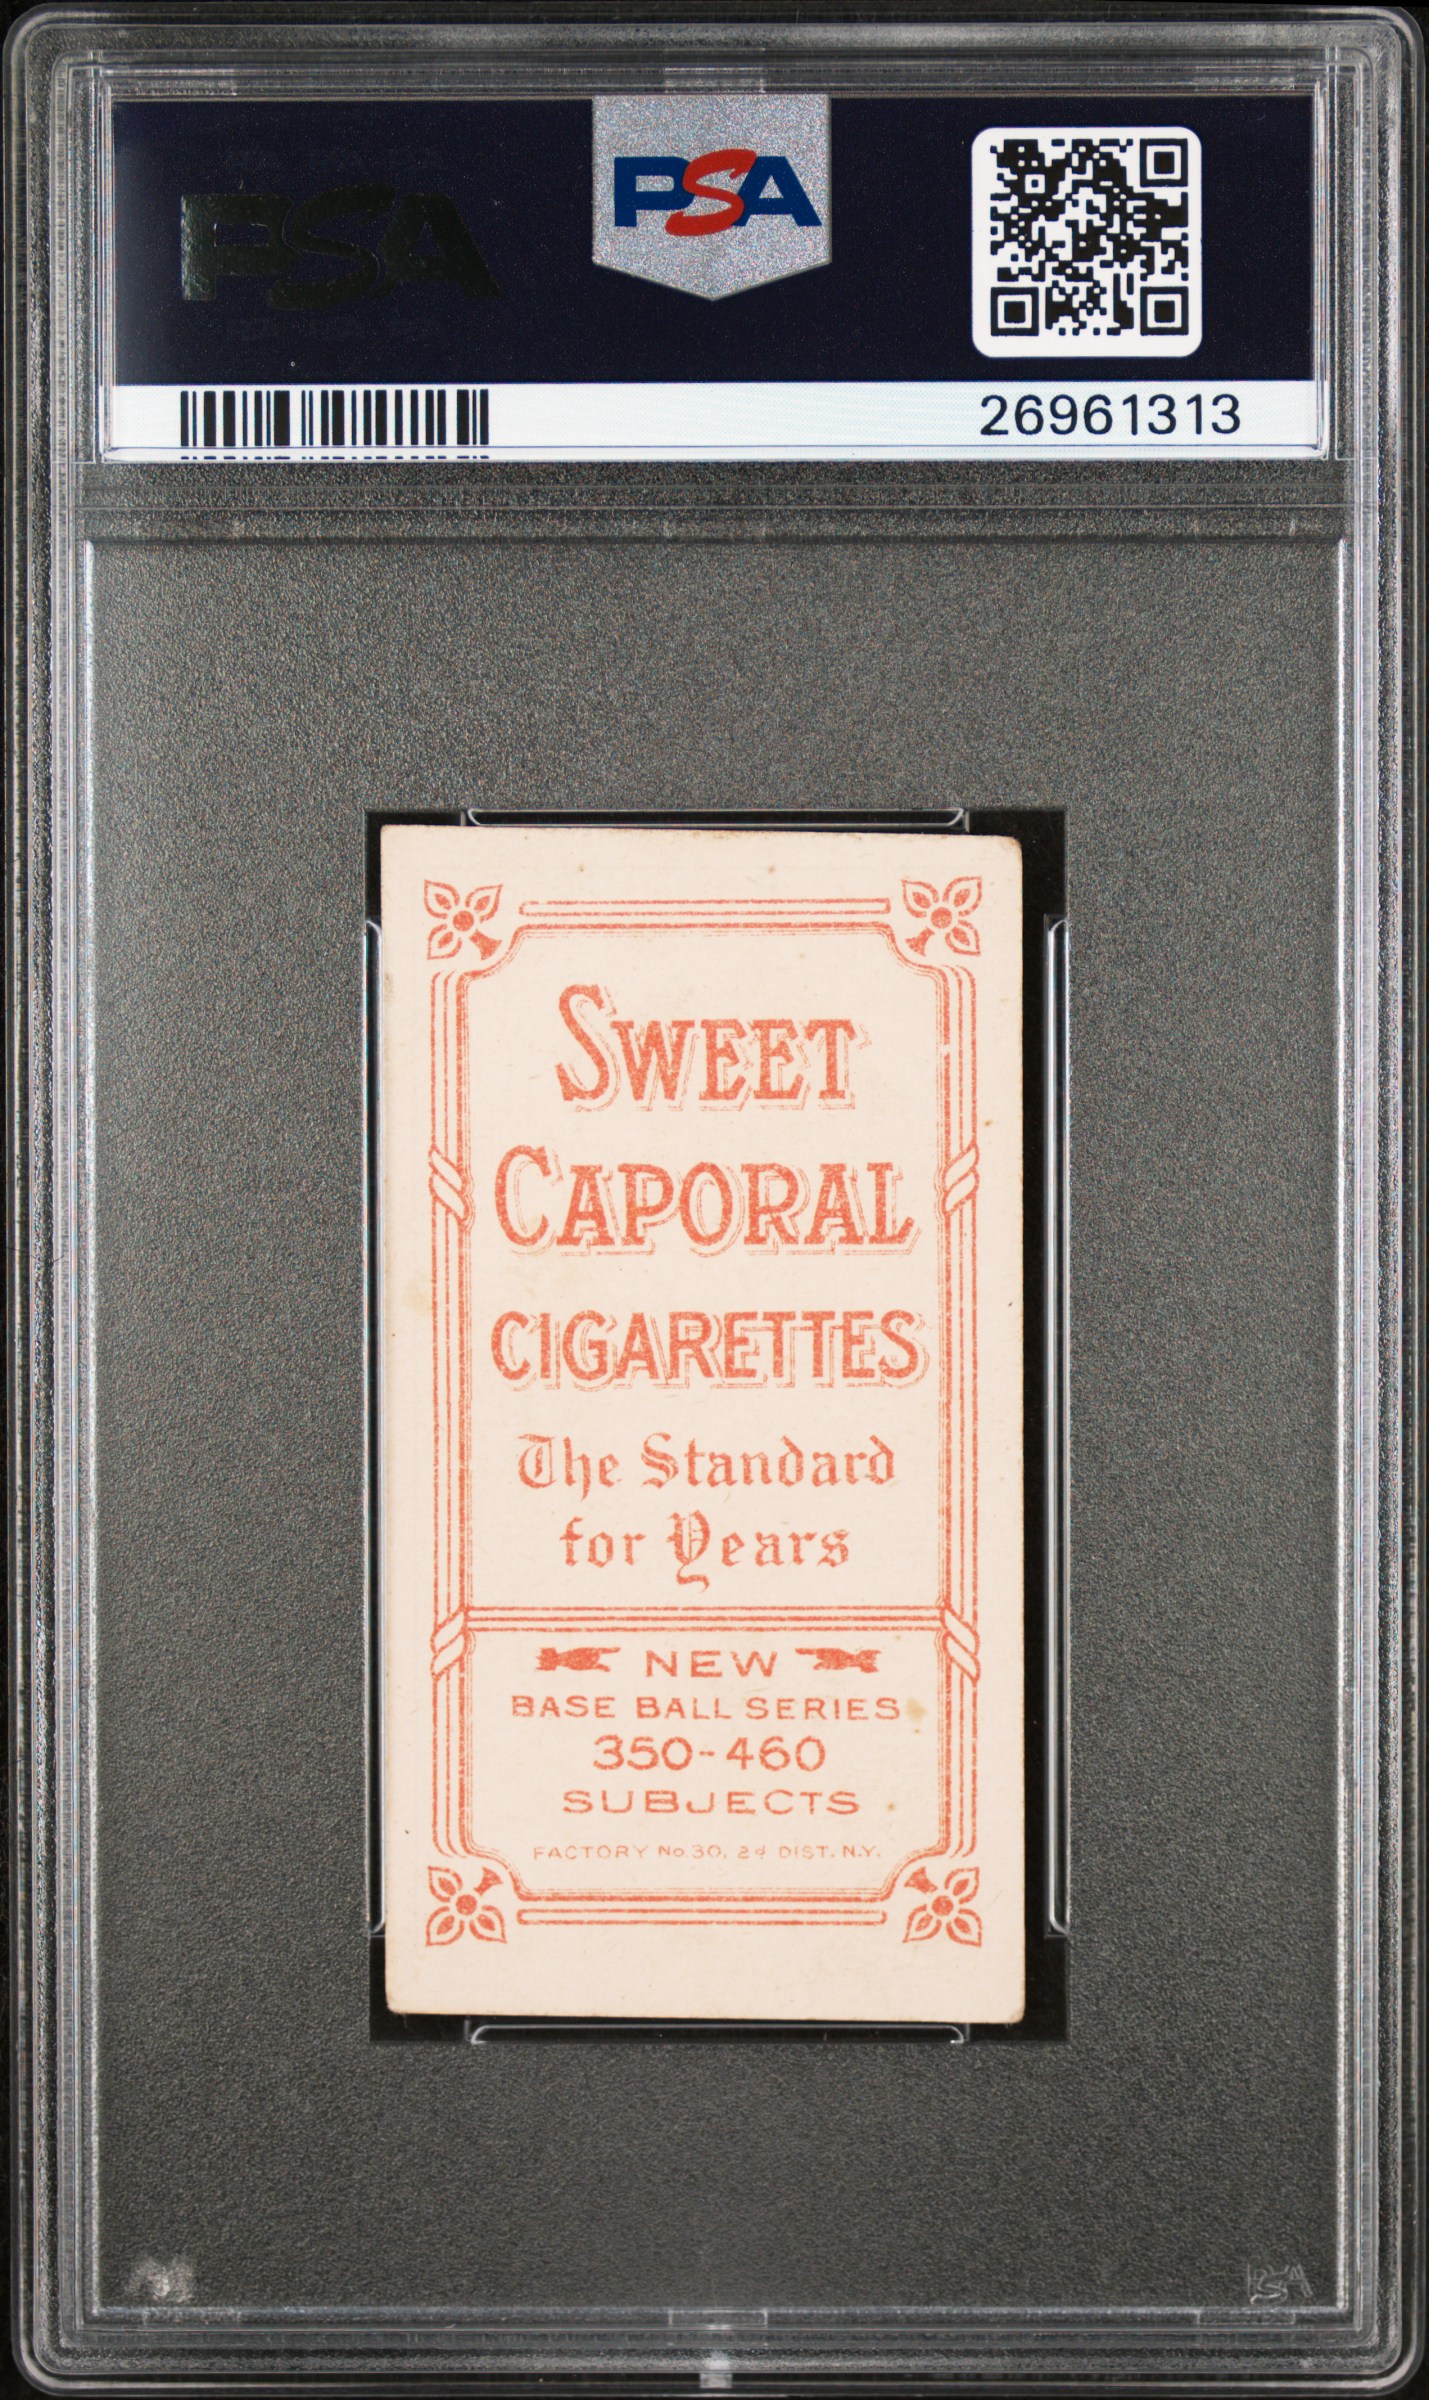 PSA
PSA
26961313
SWEET
CAPORAL
CIGARETTES
The Standard
for Years
NEW
BASE BALL SERIES
350-460
SUBJECTS
FACTORY No. 30, 2d DIST. N.Y.
PSA